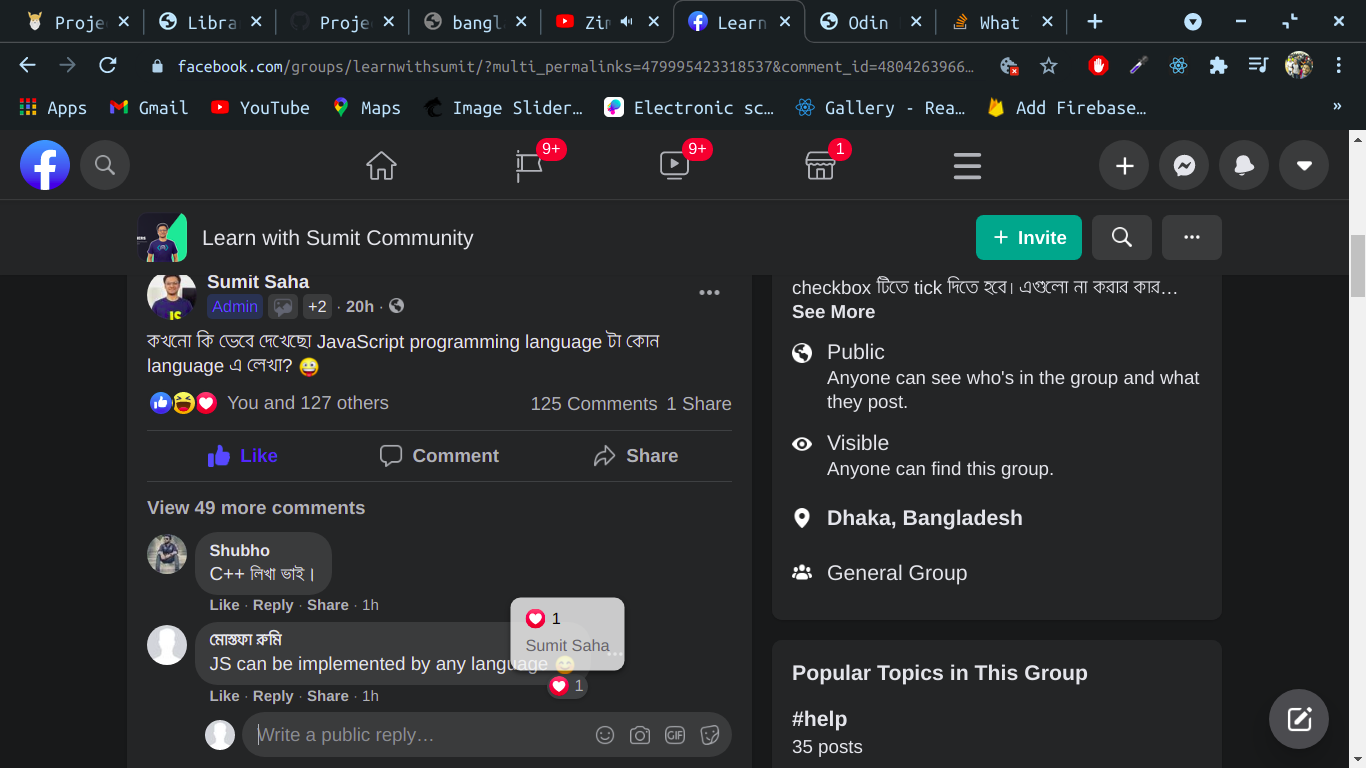 Proje
Libra
Proje
bangla
Zim
Learn
Odin
What
facebook.com/groups/learnwithsumit/?multi_permalinks=479995423318537&comment_id=4804263966…
Apps
Gmail
YouTube
Maps
Image Slider…
Electronic sc…
Gallery - Rea…
Add Firebase…
»
9+
9+
1
Learn with Sumit Community
+ Invite
Sumit Saha
Admin +2 · 20h ·
কখনো কি ভেবে দেখেছো JavaScript programming language টা কোন
language এ লেখা? 😜
You and 127 others
125 Comments 1 Share
Like
Comment
Share
View 49 more comments
Shubho
C++ লিখা ভাই।
Like · Reply · Share · 1h
মোস্তফা রুমি
JS can be implemented by any language 😅
1
Sumit Saha
1
Like · Reply · Share · 1h
Write a public reply…
GIF
checkbox টিতে tick দিতে হবে। এগুলো না করার কার…
See More
Public
Anyone can see who's in the group and what
they post.
Visible
Anyone can find this group.
Dhaka, Bangladesh
General Group
Popular Topics in This Group
#help
35 posts